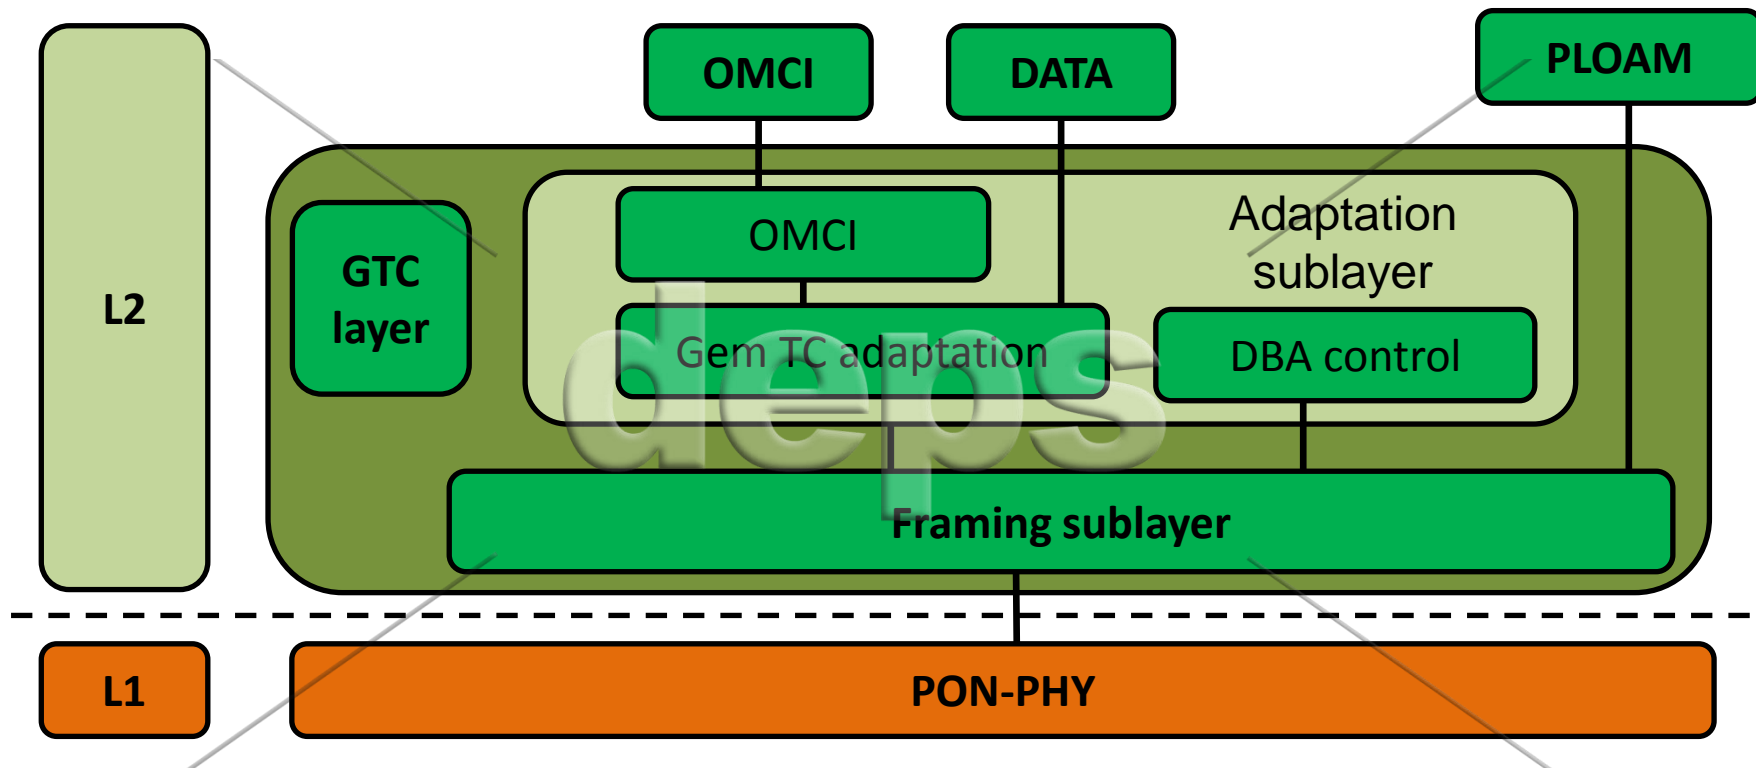 OMCI
DATA
PLOAM
L2
GTC
layer
OMCI
Adaptation
sublayer
Gem TC adaptation
DBA control
deps
Framing sublayer
L1
PON-PHY